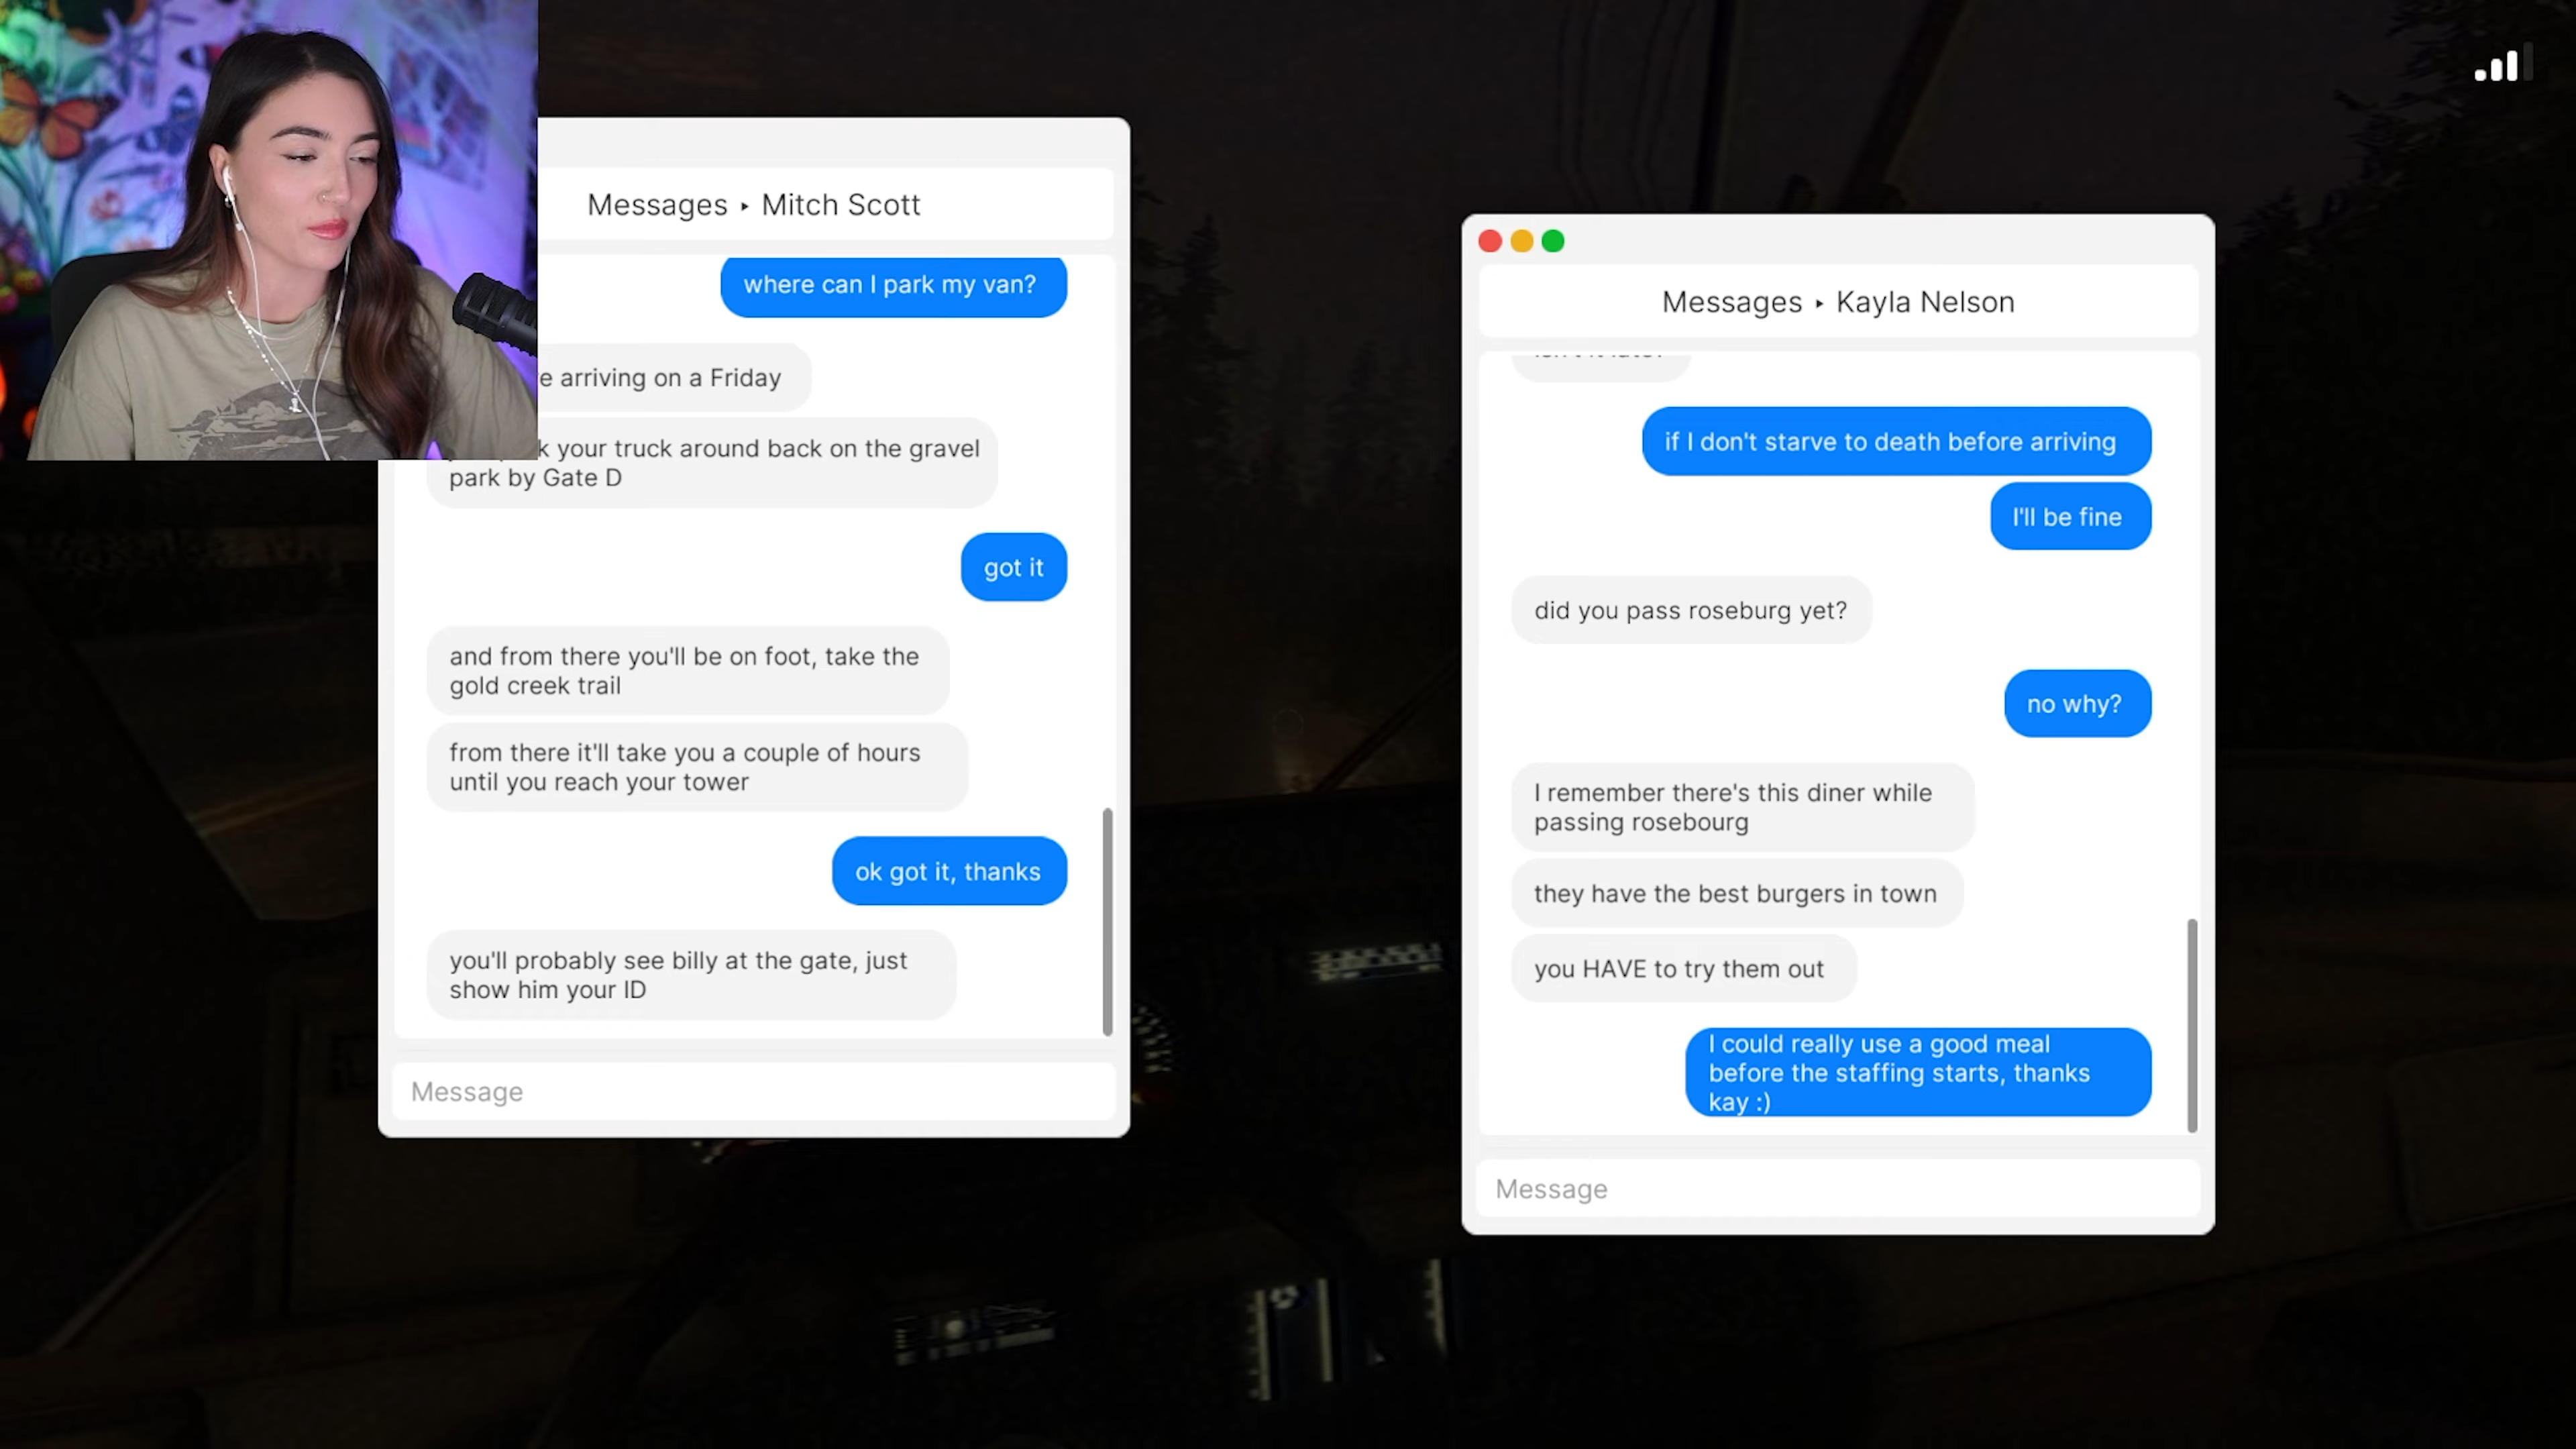 Messages ▸ Mitch Scott
where can I park my van?
arriving on a Friday
your truck around back on the gravel
park by Gate D
got it
and from there you'll be on foot, take the
gold creek trail
from there it'll take you a couple of hours
until you reach your tower
ok got it, thanks
you'll probably see billy at the gate, just
show him your ID
Message
Messages ▸ Kayla Nelson
if I don't starve to death before arriving
I'll be fine
did you pass roseburg yet?
no why?
I remember there's this diner while
passing rosebourg
they have the best burgers in town
you HAVE to try them out
I could really use a good meal
before the staffing starts, thanks
kay :)
Message